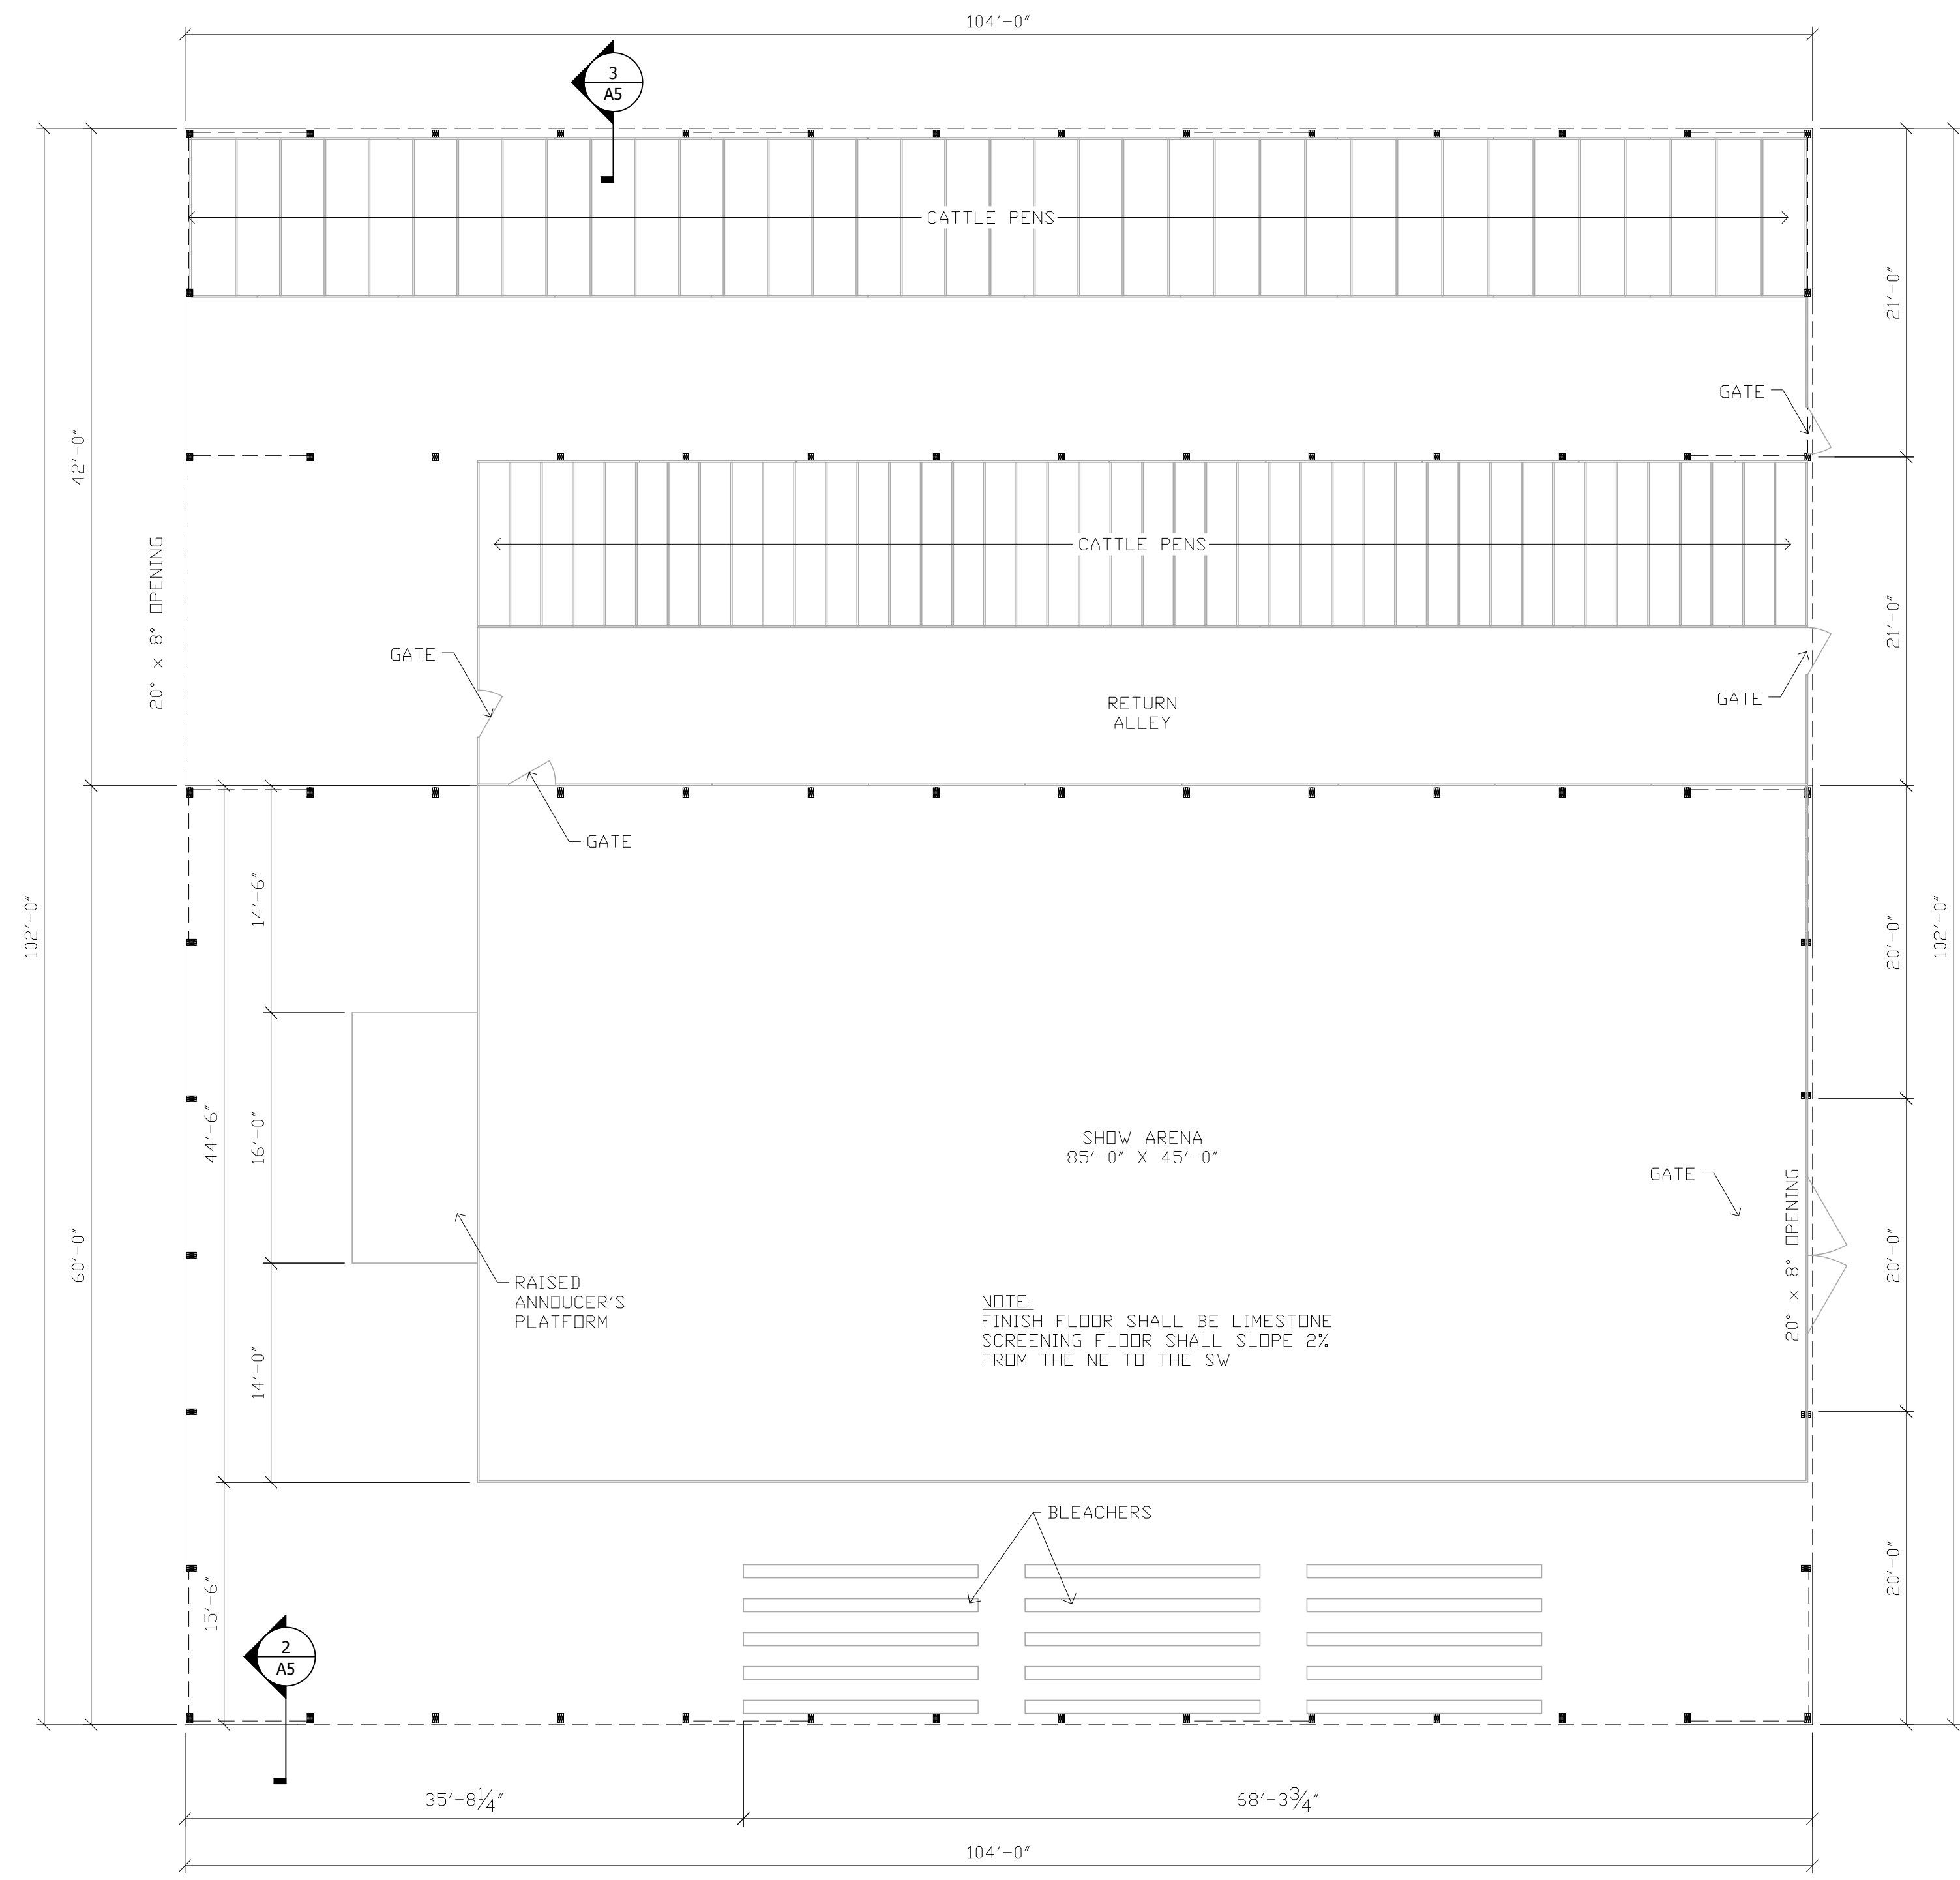 104'-0"
3
A5
CATTLE PENS
21'-0"
GATE
42'-0"
CATTLE PENS
20° x 8° OPENING
21'-0"
GATE
GATE
RETURN
ALLEY
GATE
14'-6"
102'-0"
20'-0"
102'-0"
44'-6"
16'-0"
SHOW ARENA
85'-0" X 45'-0"
GATE
20° x 8° OPENING
60'-0"
20'-0"
RAISED
ANNOUCER'S
PLATFORM
NOTE:
FINISH FLOOR SHALL BE LIMESTONE
SCREENING FLOOR SHALL SLOPE 2%
FROM THE NE TO THE SW
14'-0"
BLEACHERS
15'-6"
20'-0"
2
A5
35'-8 1/4"
68'-3 3/4"
104'-0"